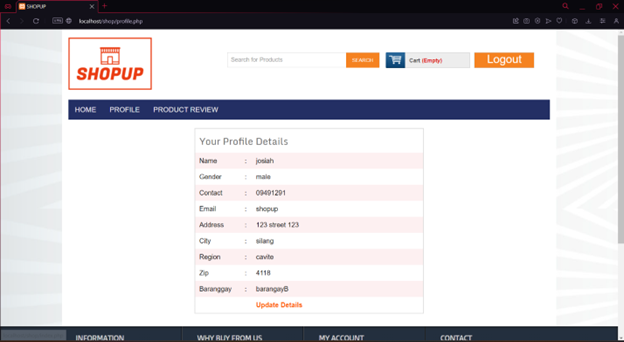 SHOPUP
localhost/shop/profile.php
SHOPUP
Search for Products
SEARCH
Cart (Empty)
Logout
HOME PROFILE PRODUCT REVIEW
Your Profile Details
Name : josiah
Gender : male
Contact : 09491291
Email : shopup
Address : 123 street 123
City : silang
Region : cavite
Zip : 4118
Baranggay : barangayB
Update Details
INFORMATION WHY BUY FROM US MY ACCOUNT CONTACT